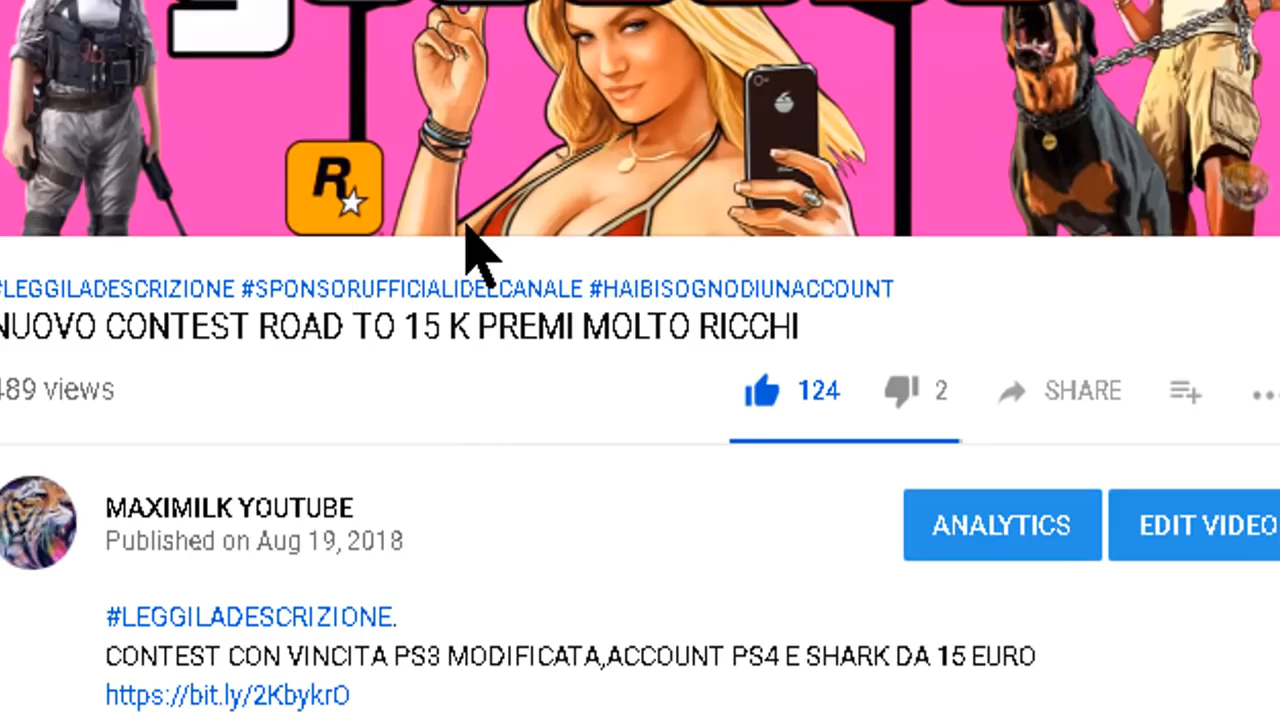 R
#LEGGILADESCRIZIONE #SPONSORUFFICIALIDELCANALE #HAIBISOGNODIUNACCOUNT
NUOVO CONTEST ROAD TO 15 K PREMI MOLTO RICCHI
489 views
124 2 SHARE
MAXIMILK YOUTUBE
Published on Aug 19, 2018
ANALYTICS EDIT VIDEO
#LEGGILADESCRIZIONE.
CONTEST CON VINCITA PS3 MODIFICATA,ACCOUNT PS4 E SHARK DA 15 EURO
https://bit.ly/2KbykrO